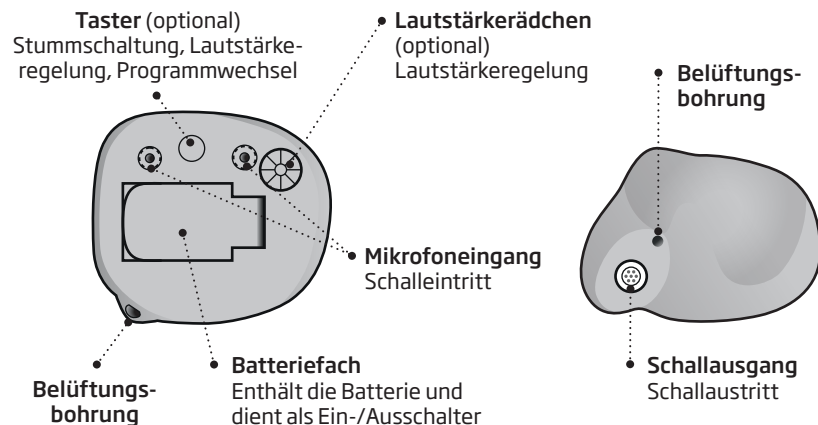 Taster (optional)
Stummschaltung, Lautstärke-
regelung, Programmwechsel
Lautstärkerädchen
(optional)
Lautstärkeregelung
Belüftungs-
bohrung
Mikrofoneingang
Schalleintritt
Belüftungs-
bohrung
Batteriefach
Enthält die Batterie und
dient als Ein-/Ausschalter
Schallausgang
Schallaustritt